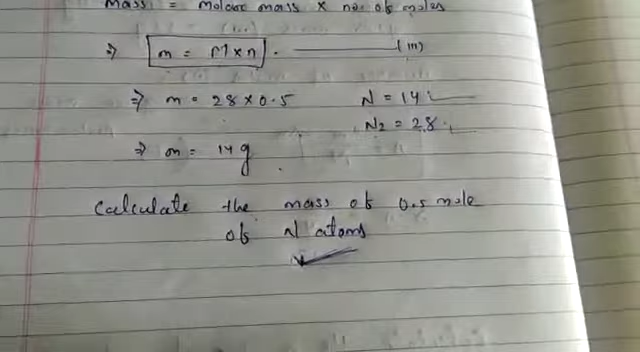 Mass = molar mass × no. of moles
⇒ m = M×n . ——— (iii)
⇒ m = 28 × 0.5 N = 14
N₂ = 28
⇒ m = 14 g
Calculate the mass of 0.5 mole
of N atoms